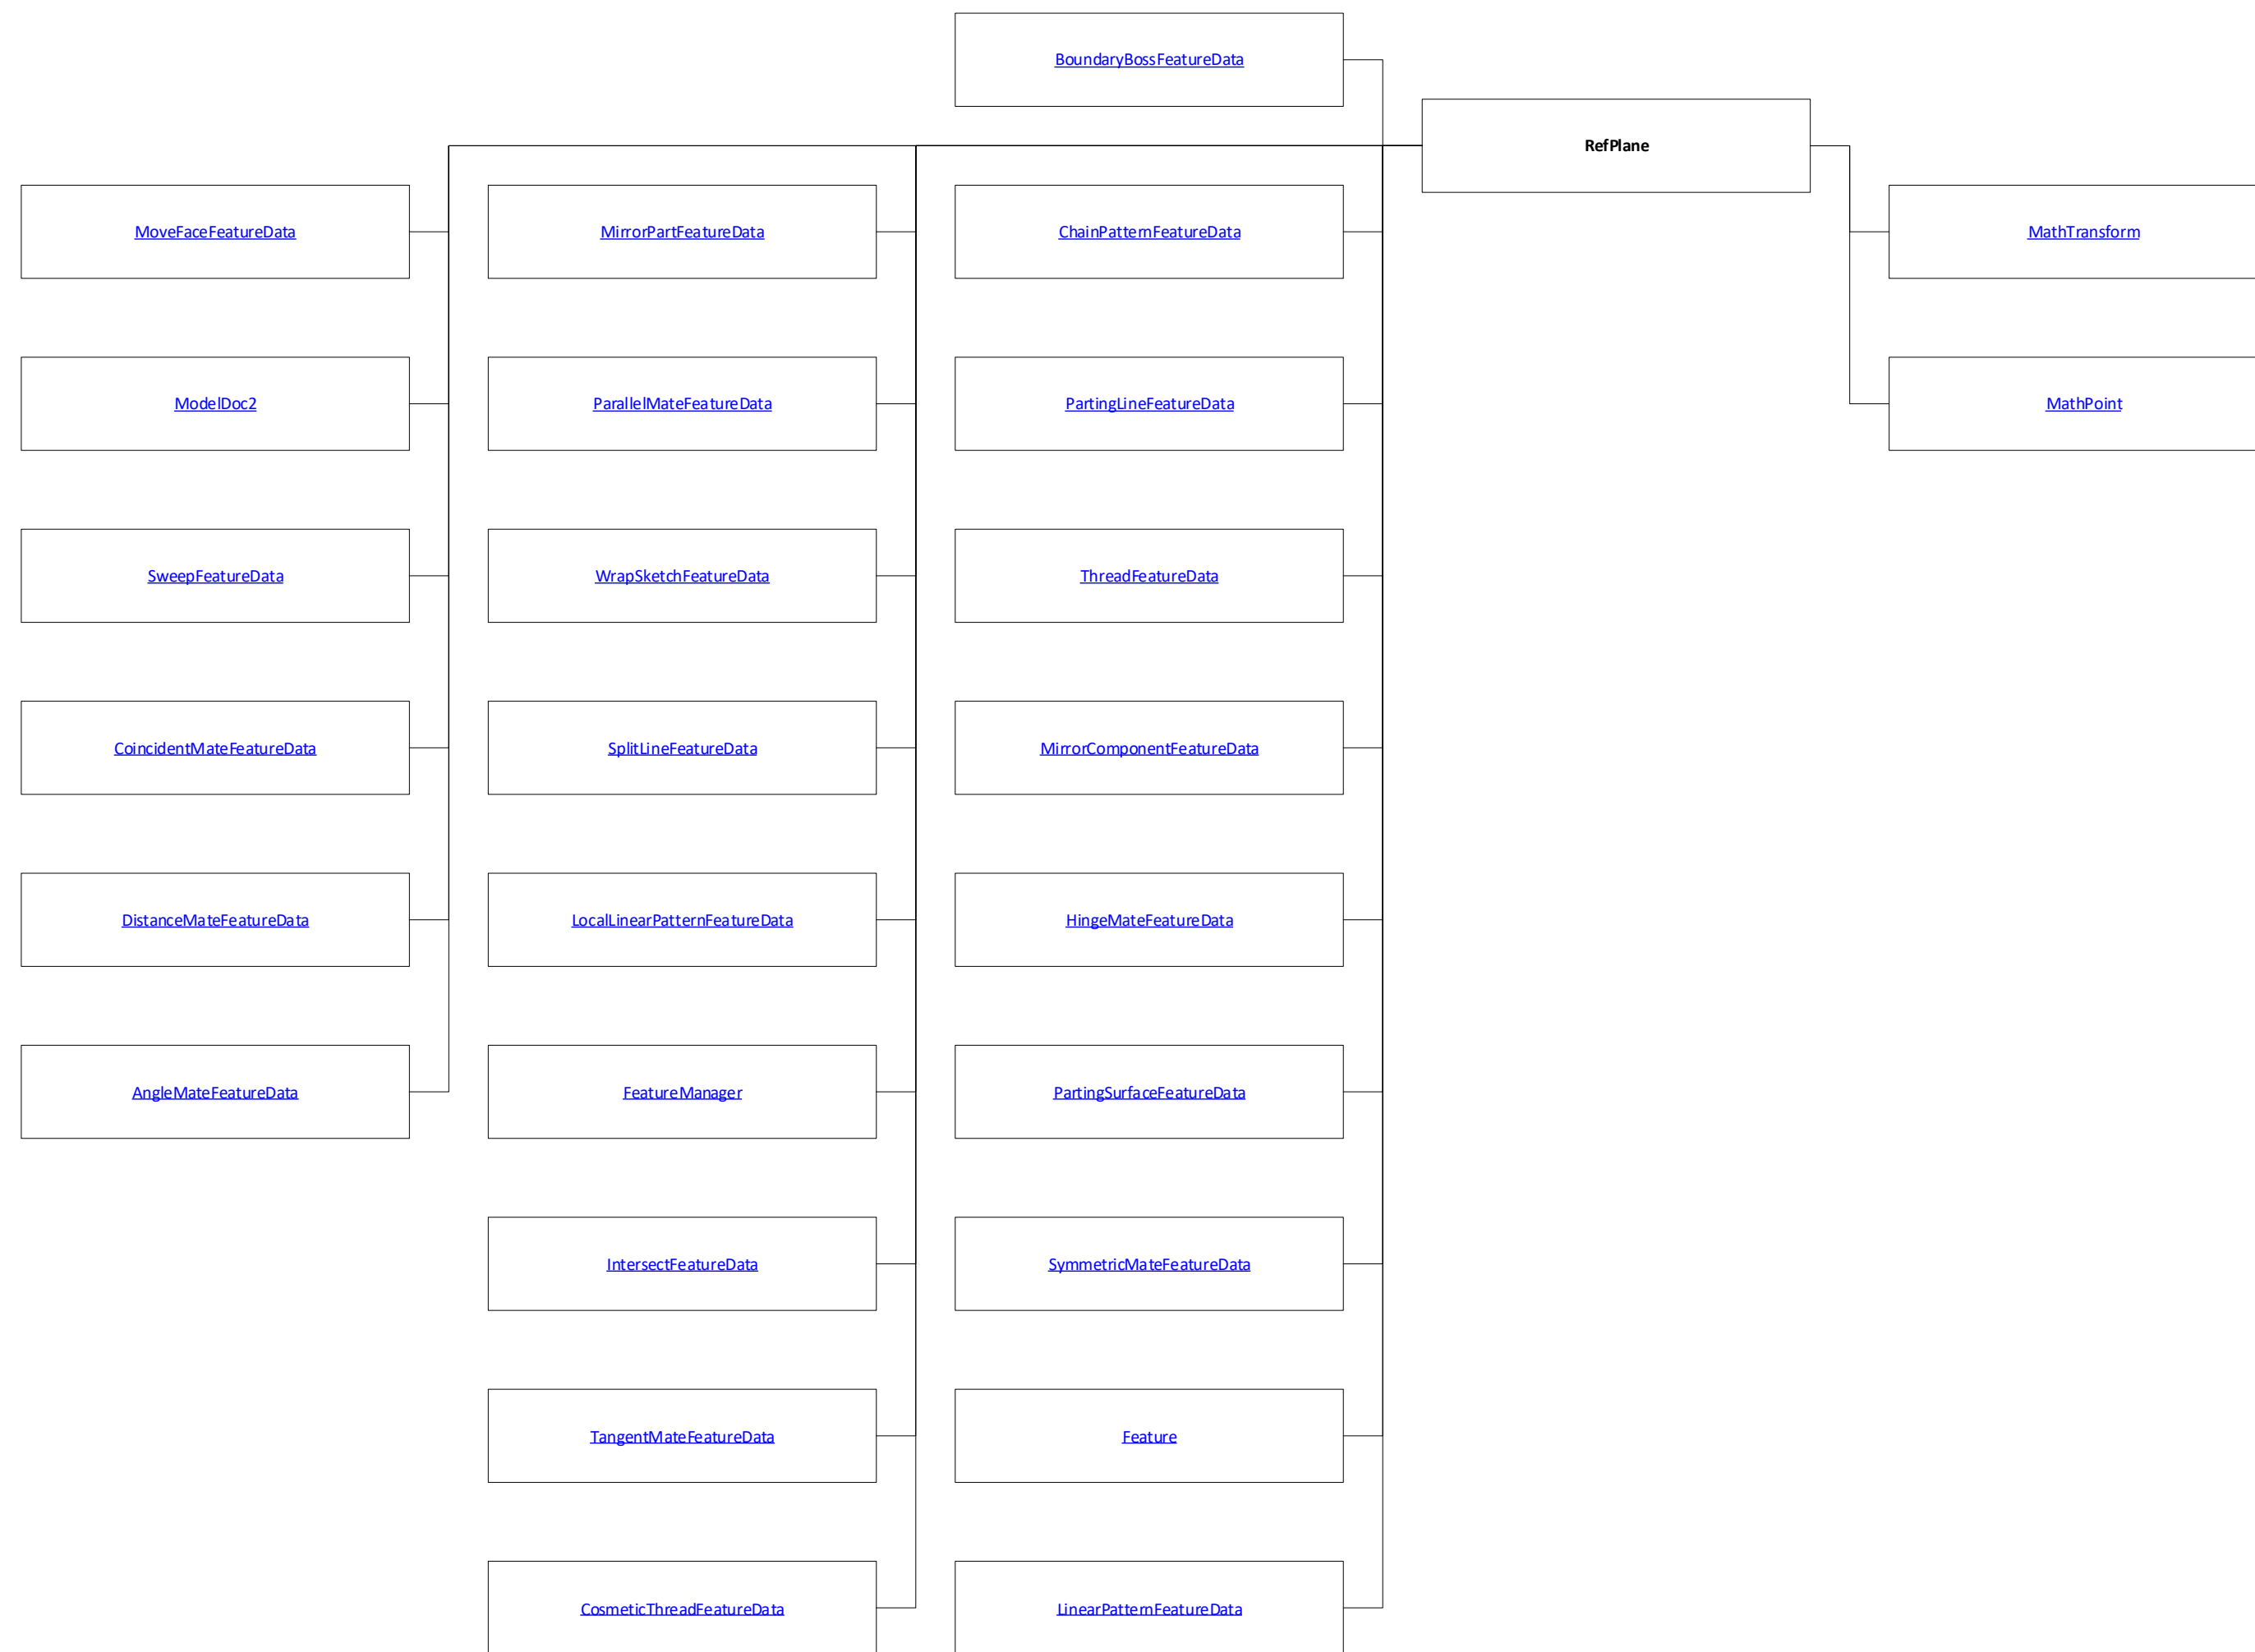 BoundaryBossFeatureData
RefPlane
MoveFaceFeatureData
MirrorPartFeatureData
ChainPatternFeatureData
MathTransform
ModelDoc2
ParallelMateFeatureData
PartingLineFeatureData
MathPoint
SweepFeatureData
WrapSketchFeatureData
ThreadFeatureData
CoincidentMateFeatureData
SplitLineFeatureData
MirrorComponentFeatureData
DistanceMateFeatureData
LocalLinearPatternFeatureData
HingeMateFeatureData
AngleMateFeatureData
FeatureManager
PartingSurfaceFeatureData
IntersectFeatureData
SymmetricMateFeatureData
TangentMateFeatureData
Feature
CosmeticThreadFeatureData
LinearPatternFeatureData